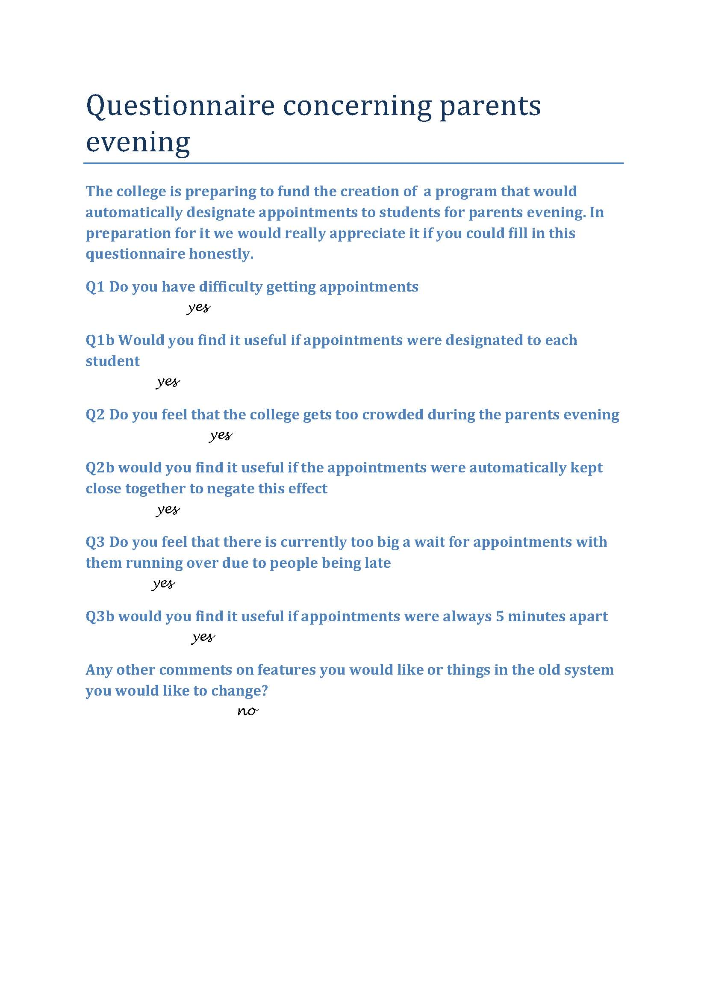 Questionnaire concerning parents
evening
The college is preparing to fund the creation of  a program that would
automatically designate appointments to students for parents evening. In
preparation for it we would really appreciate it if you could fill in this
questionnaire honestly.
Q1 Do you have difficulty getting appointments
yes
Q1b Would you find it useful if appointments were designated to each
student
yes
Q2 Do you feel that the college gets too crowded during the parents evening
yes
Q2b would you find it useful if the appointments were automatically kept
close together to negate this effect
yes
Q3 Do you feel that there is currently too big a wait for appointments with
them running over due to people being late
yes
Q3b would you find it useful if appointments were always 5 minutes apart
yes
Any other comments on features you would like or things in the old system
you would like to change?
no